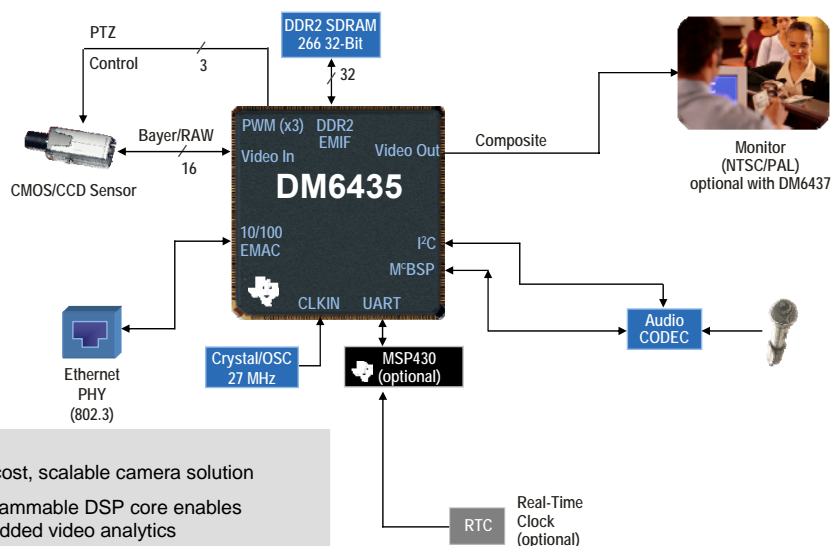 DDR2 SDRAM
266 32-Bit
PTZ
Control
3
32
PWM (x3)
DDR2
EMIF
Bayer/RAW
16
Video In
Video Out
Composite
DM6435
CMOS/CCD Sensor
Monitor
(NTSC/PAL)
optional with DM6437
10/100
EMAC
I2C
McBSP
CLKIN
UART
Ethernet
PHY
(802.3)
Crystal/OSC
27 MHz
MSP430
(optional)
Audio
CODEC
cost, scalable camera solution
ammable DSP core enables
dded video analytics
RTC
Real-Time
Clock
(optional)